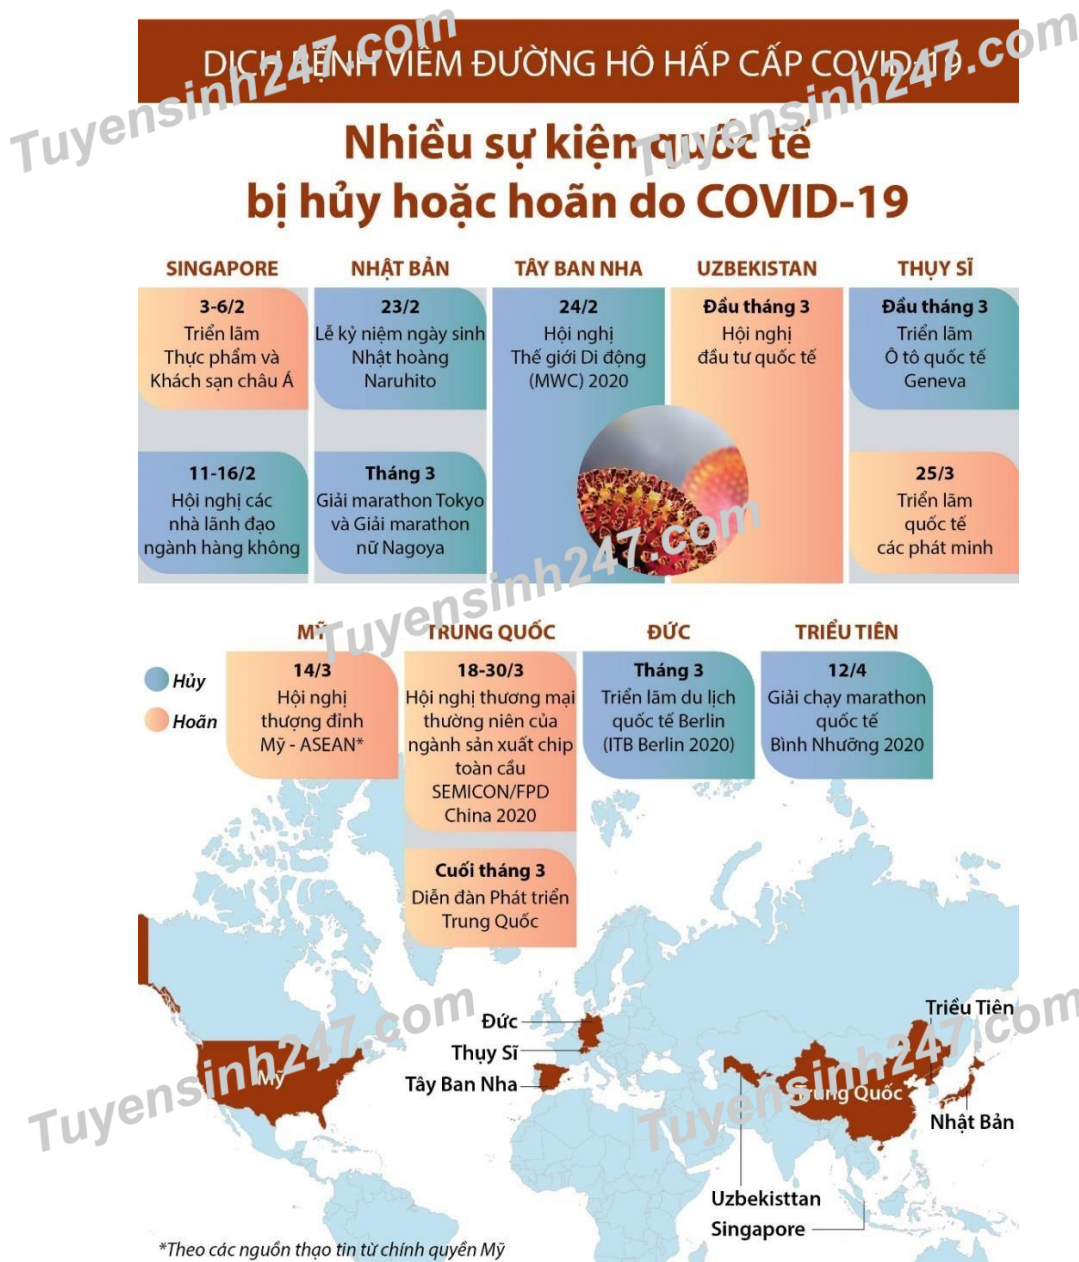 DỊCH BỆNH VIÊM ĐƯỜNG HÔ HẤP CẤP COVID-19
Tuyensinh247.com
Tuyensinh247.com
Nhiều sự kiện quốc tế
bị hủy hoặc hoãn do COVID-19
SINGAPORE
3-6/2
Triển lãm
Thực phẩm và
Khách sạn châu Á
11-16/2
Hội nghị các
nhà lãnh đạo
ngành hàng không
NHẬT BẢN
23/2
Lễ kỷ niệm ngày sinh
Nhật hoàng
Naruhito
Tháng 3
Giải marathon Tokyo
và Giải marathon
nữ Nagoya
TÂY BAN NHA
24/2
Hội nghị
Thế giới Di động
(MWC) 2020
UZBEKISTAN
Đầu tháng 3
Hội nghị
đầu tư quốc tế
THỤY SĨ
Đầu tháng 3
Triển lãm
Ô tô quốc tế
Geneva
25/3
Triển lãm
quốc tế
các phát minh
Tuyensinh247.com
Hủy
Hoãn
MỸ
14/3
Hội nghị
thượng đỉnh
Mỹ - ASEAN*
TRUNG QUỐC
18-30/3
Hội nghị thương mại
thường niên của
ngành sản xuất chip
toàn cầu
SEMICON/FPD
China 2020
Cuối tháng 3
Diễn đàn Phát triển
Trung Quốc
ĐỨC
Tháng 3
Triển lãm du lịch
quốc tế Berlin
(ITB Berlin 2020)
TRIỀU TIÊN
12/4
Giải chạy marathon
quốc tế
Bình Nhưỡng 2020
Tuyensinh247.com
Tuyensinh247.com
Triều Tiên
Đức
Thụy Sĩ
Mỹ
Tây Ban Nha
Trung Quốc
Nhật Bản
Uzbekisttan
Singapore
*Theo các nguồn thạo tin từ chính quyền Mỹ